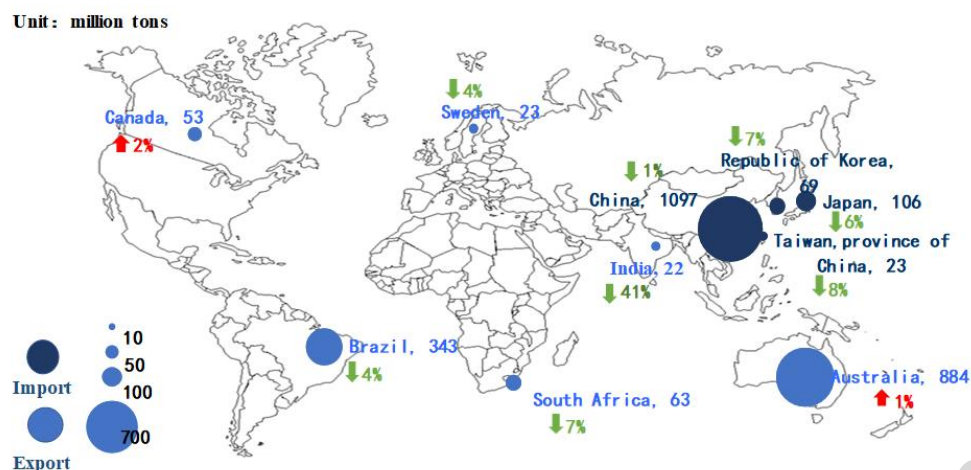 Unit: million tons
4%
Sweden, 23
Canada, 53
2%
7%
Republic of Korea,
69
1%
China, 1097
Japan, 106
6%
Taiwan,province of
China, 23
8%
India,22
41%
Brazil, 343
4%
South Africa, 63
7%
Australia, 884
1%
10
50
100
700
Import
Export